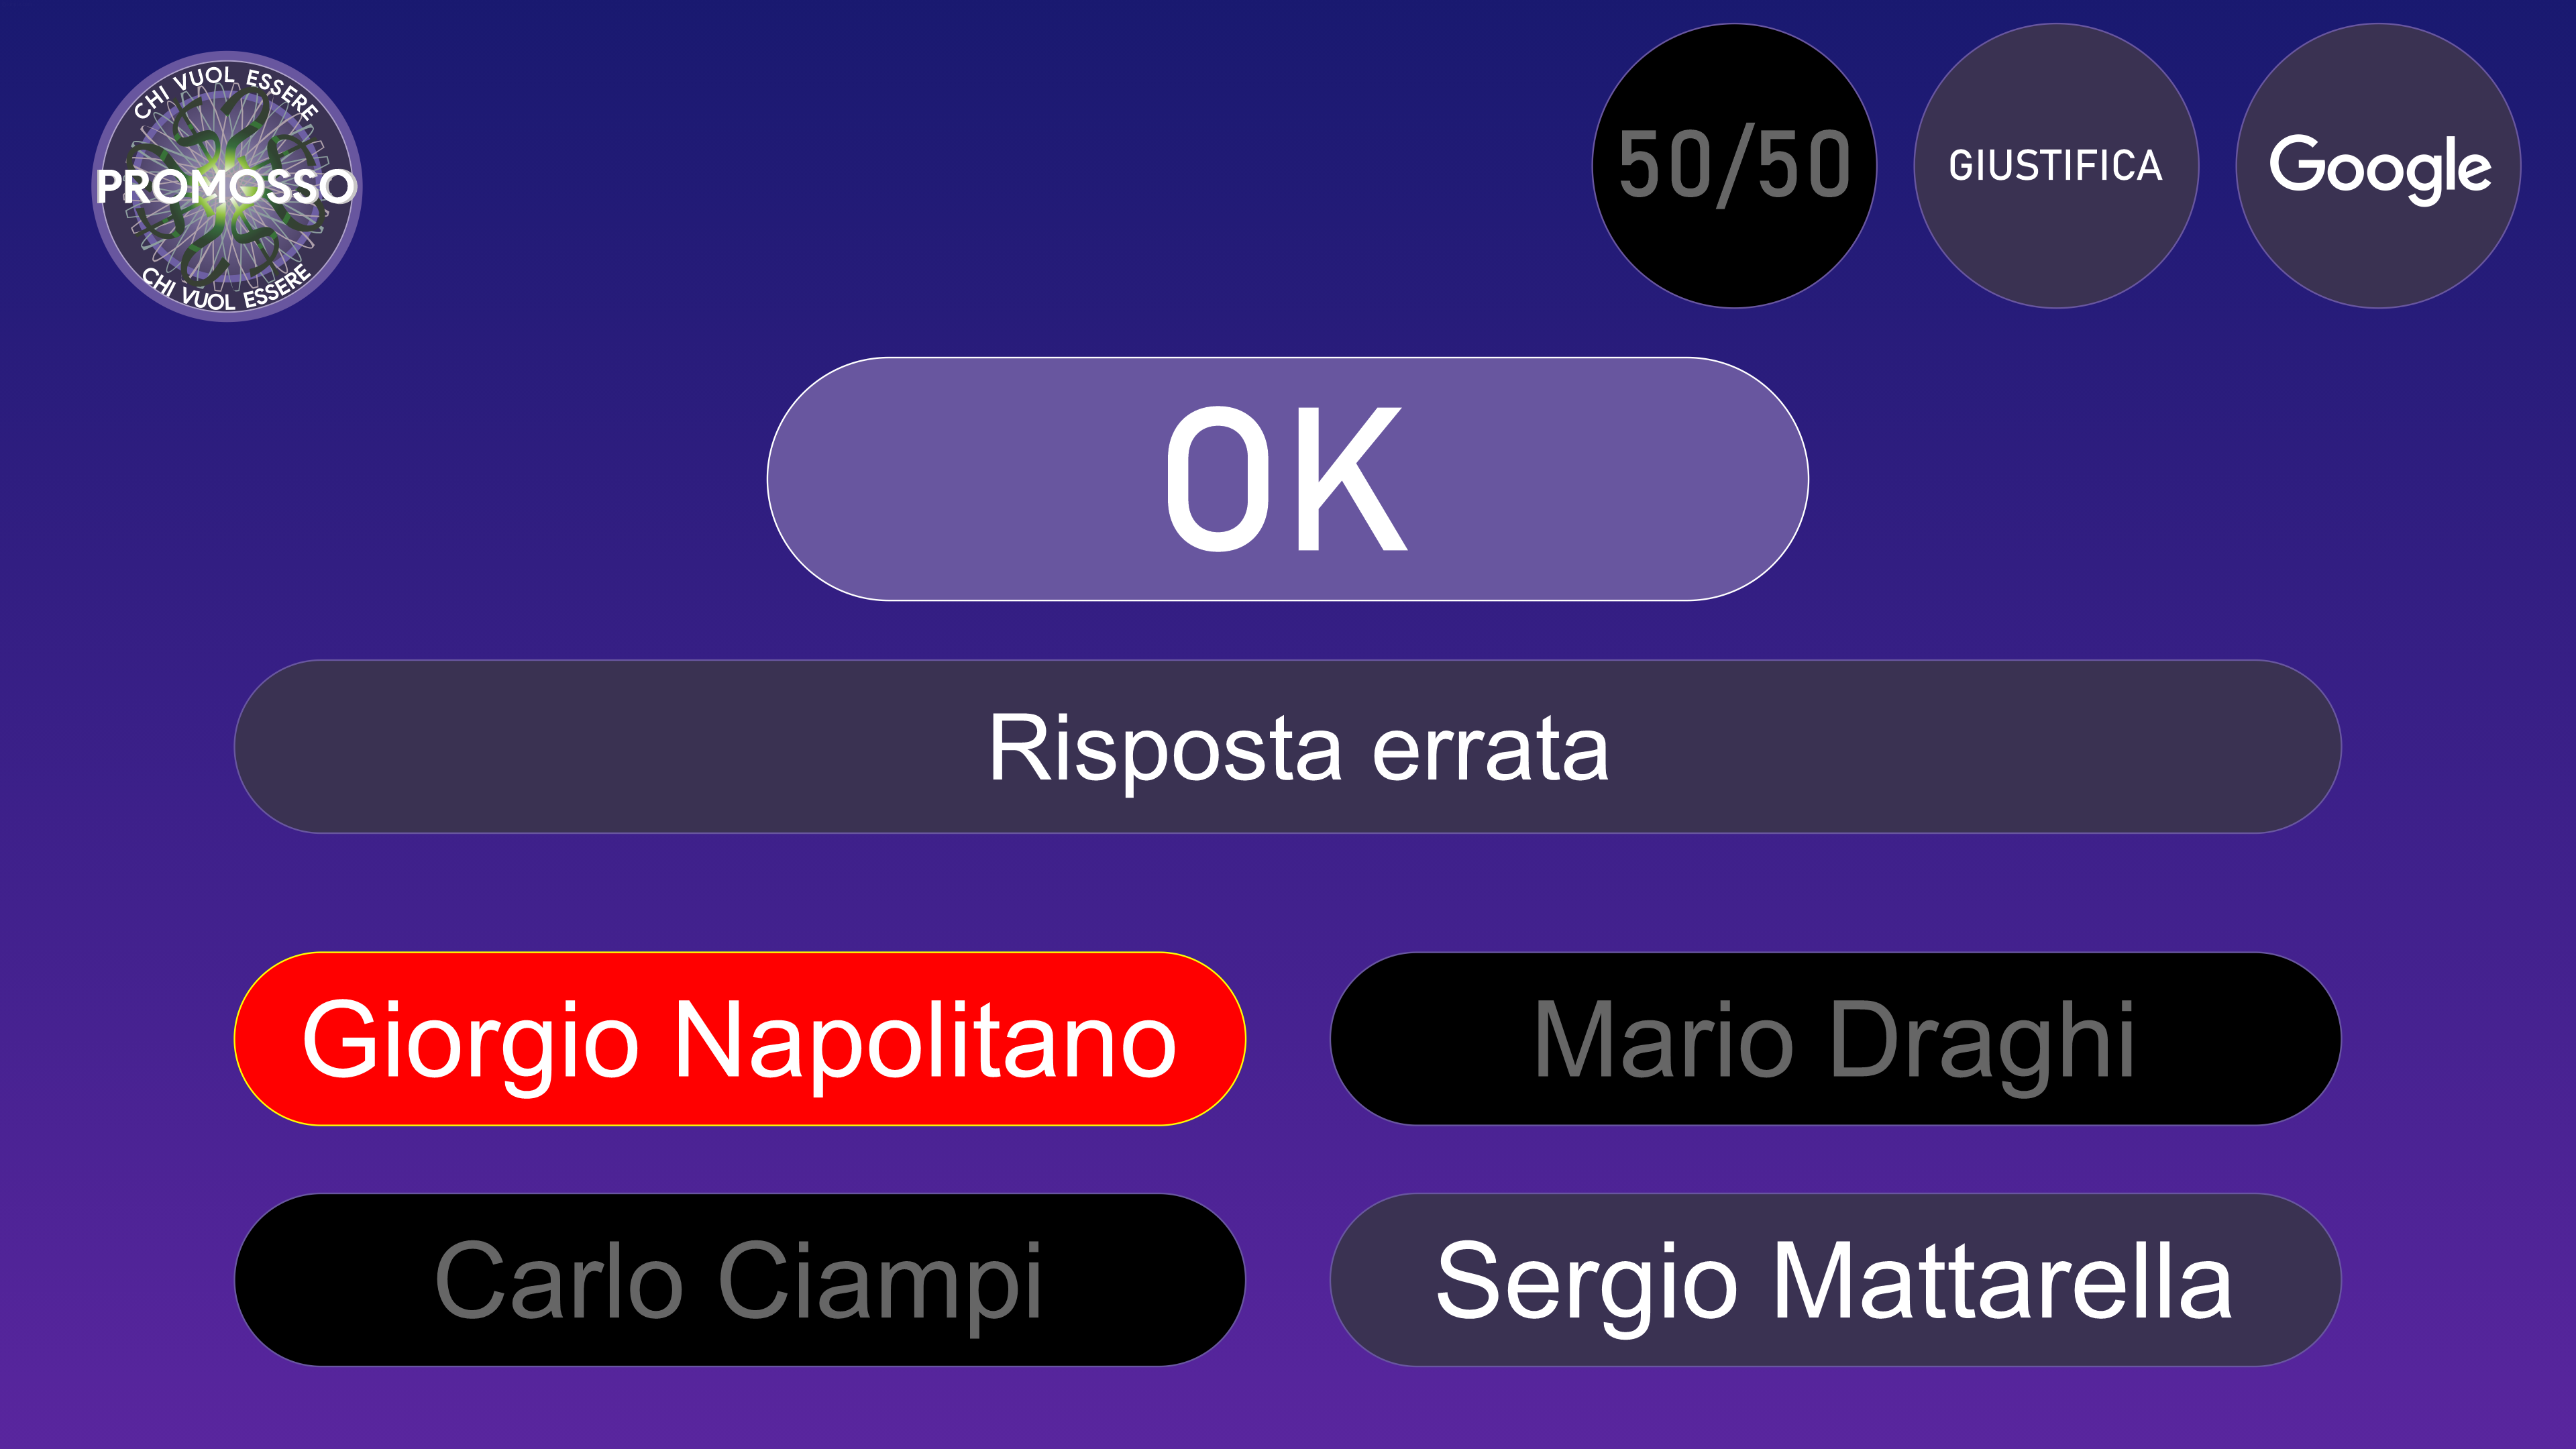 CHI VUOL ESSERE
PROMOSSO
CHI VUOL ESSERE
50/50
GIUSTIFICA
Google
OK
Risposta errata
Giorgio Napolitano
Mario Draghi
Carlo Ciampi
Sergio Mattarella